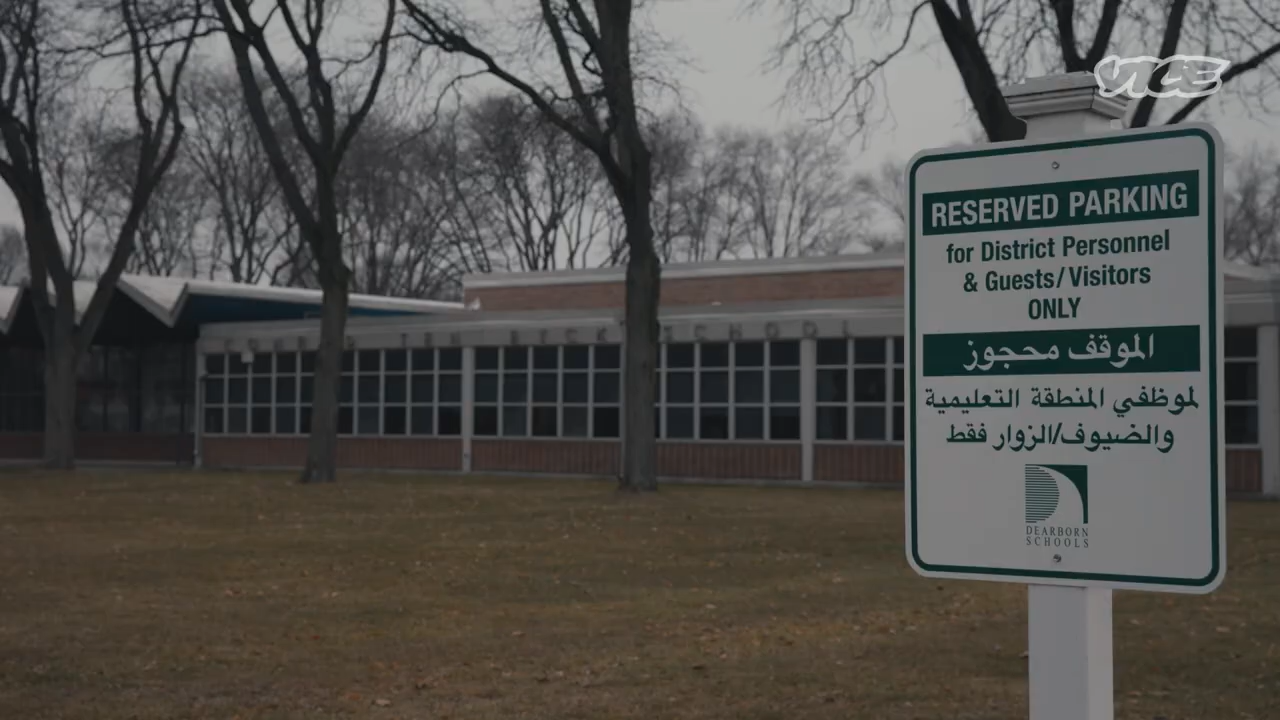 VICE
RESERVED PARKING
for District Personnel
& Guests/Visitors
ONLY
الموقف محجوز
لموظفي المنطقة التعليمية
والضيوف/الزوار فقط
DEARBORN
SCHOOLS